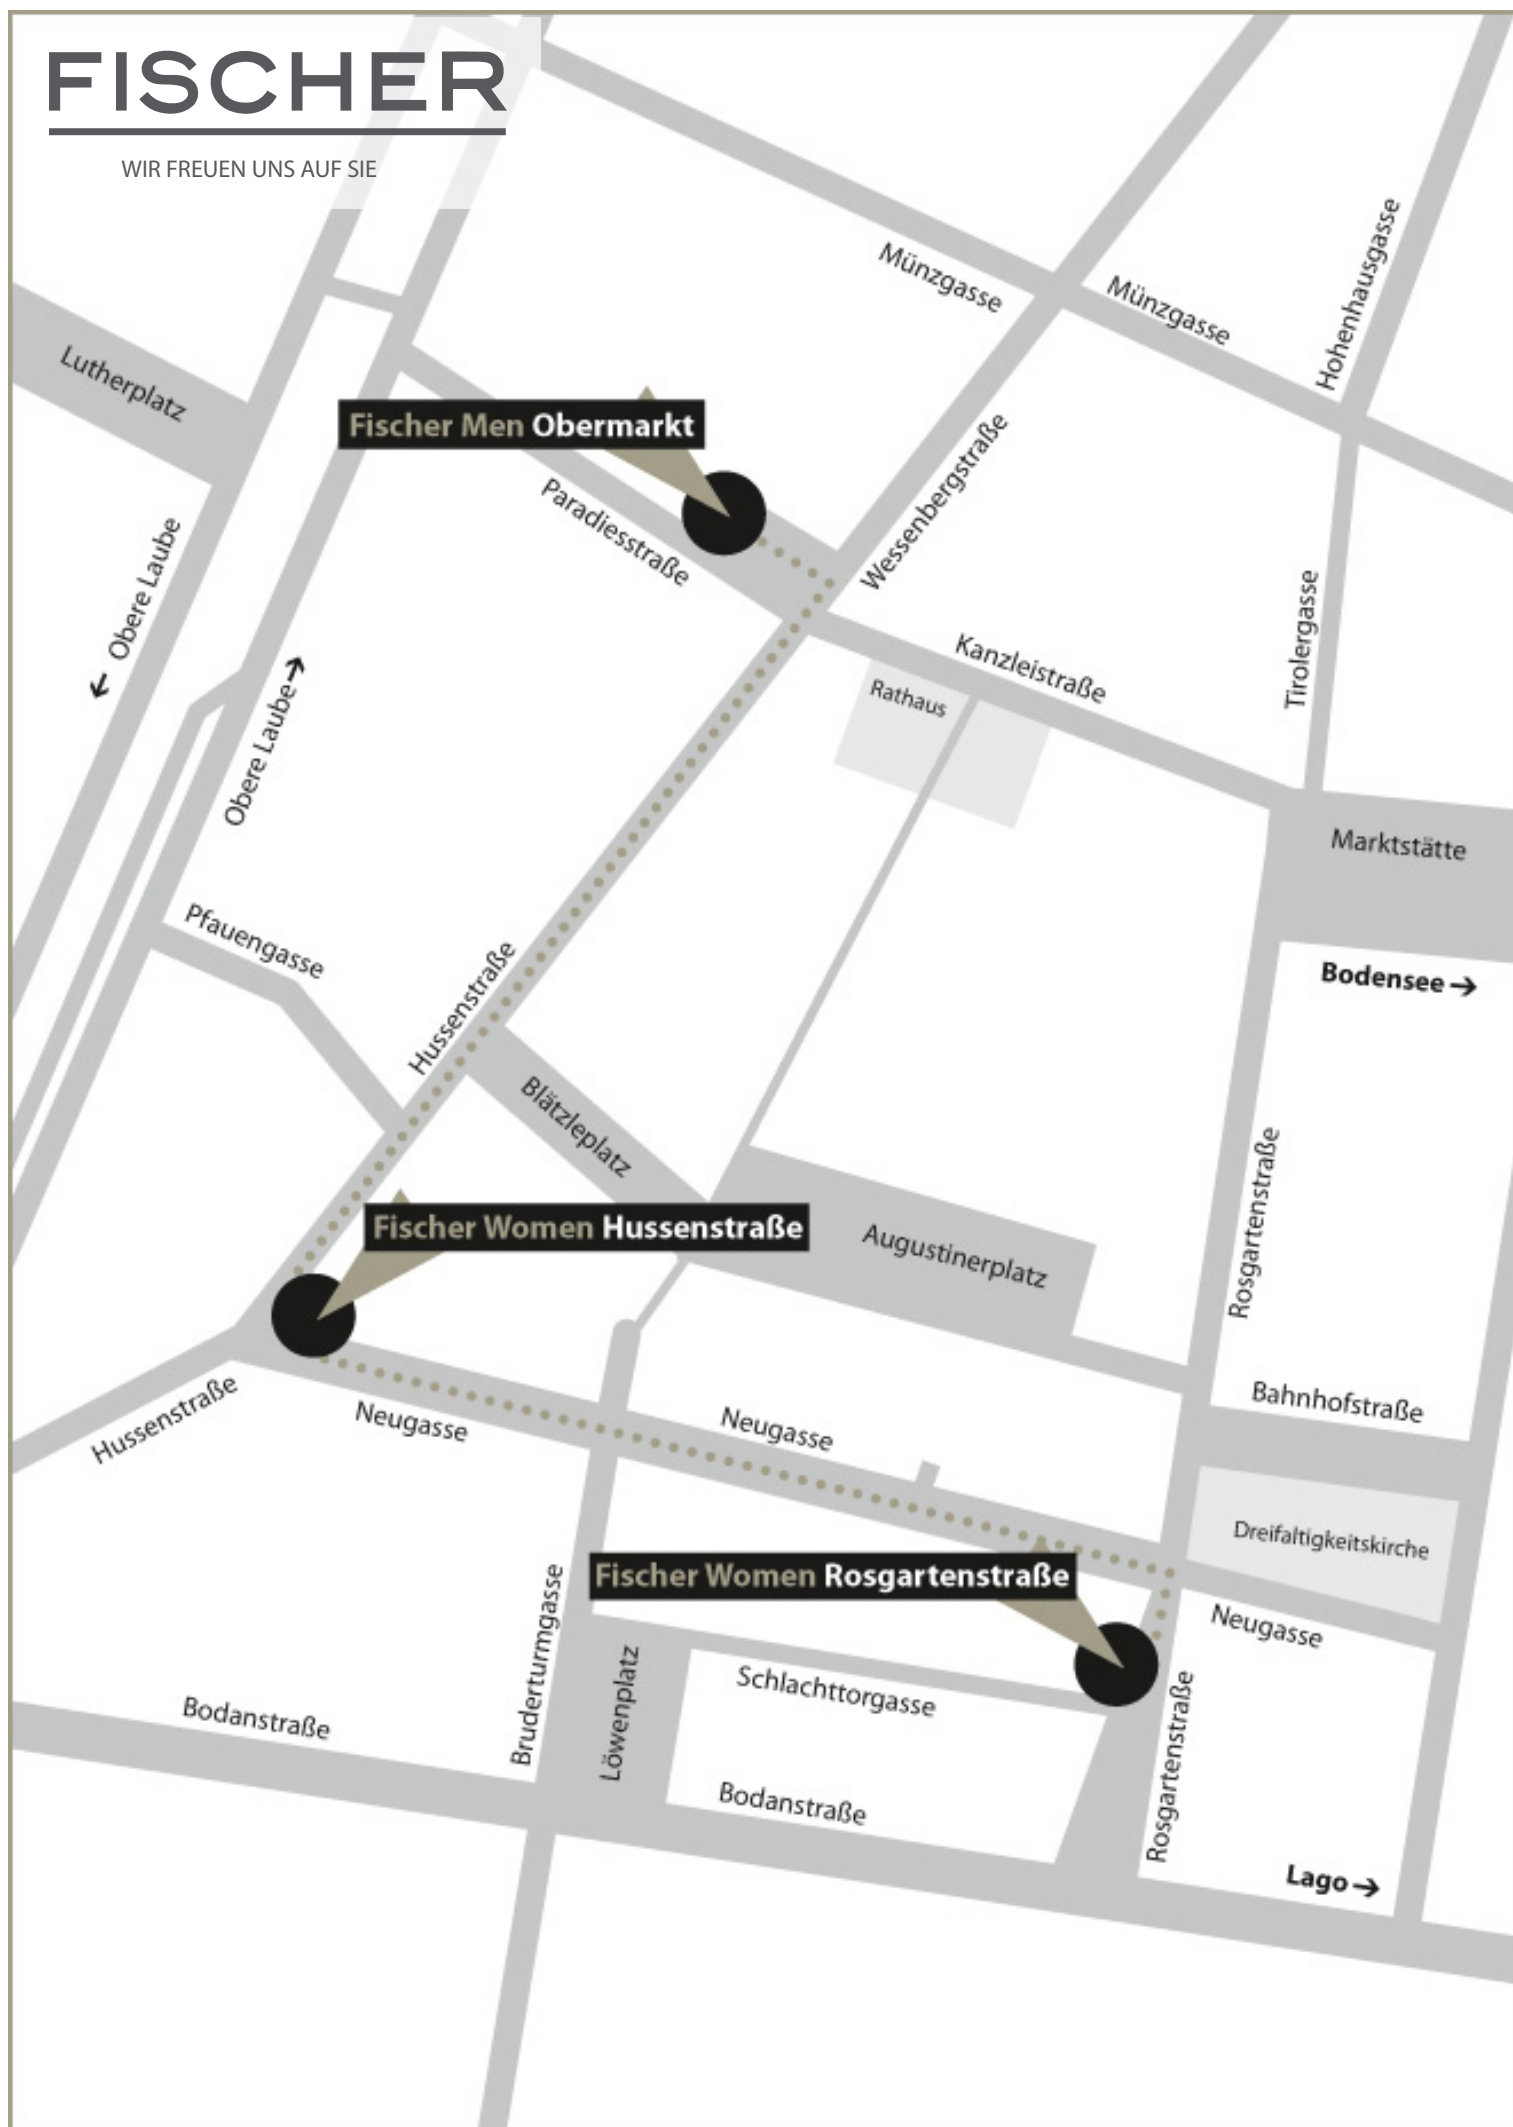 FISCHER
WIR FREUEN UNS AUF SIE
Münzgasse
Münzgasse
Hohenhausgasse
Lutherplatz
Fischer Men Obermarkt
Paradiesstraße
Wessenbergstraße
Obere Laube
Obere Laube
Kanzleistraße
Rathaus
Tirolergasse
Marktstätte
Pfauengasse
Bodensee
Hussenstraße
Blätzleplatz
Rosgartenstraße
Fischer Women Hussenstraße
Augustinerplatz
Hussenstraße
Neugasse
Neugasse
Bahnhofstraße
Dreifaltigkeitskirche
Fischer Women Rosgartenstraße
Neugasse
Bruderturmgasse
Löwenplatz
Schlachttorgasse
Rosgartenstraße
Bodanstraße
Bodanstraße
Lago